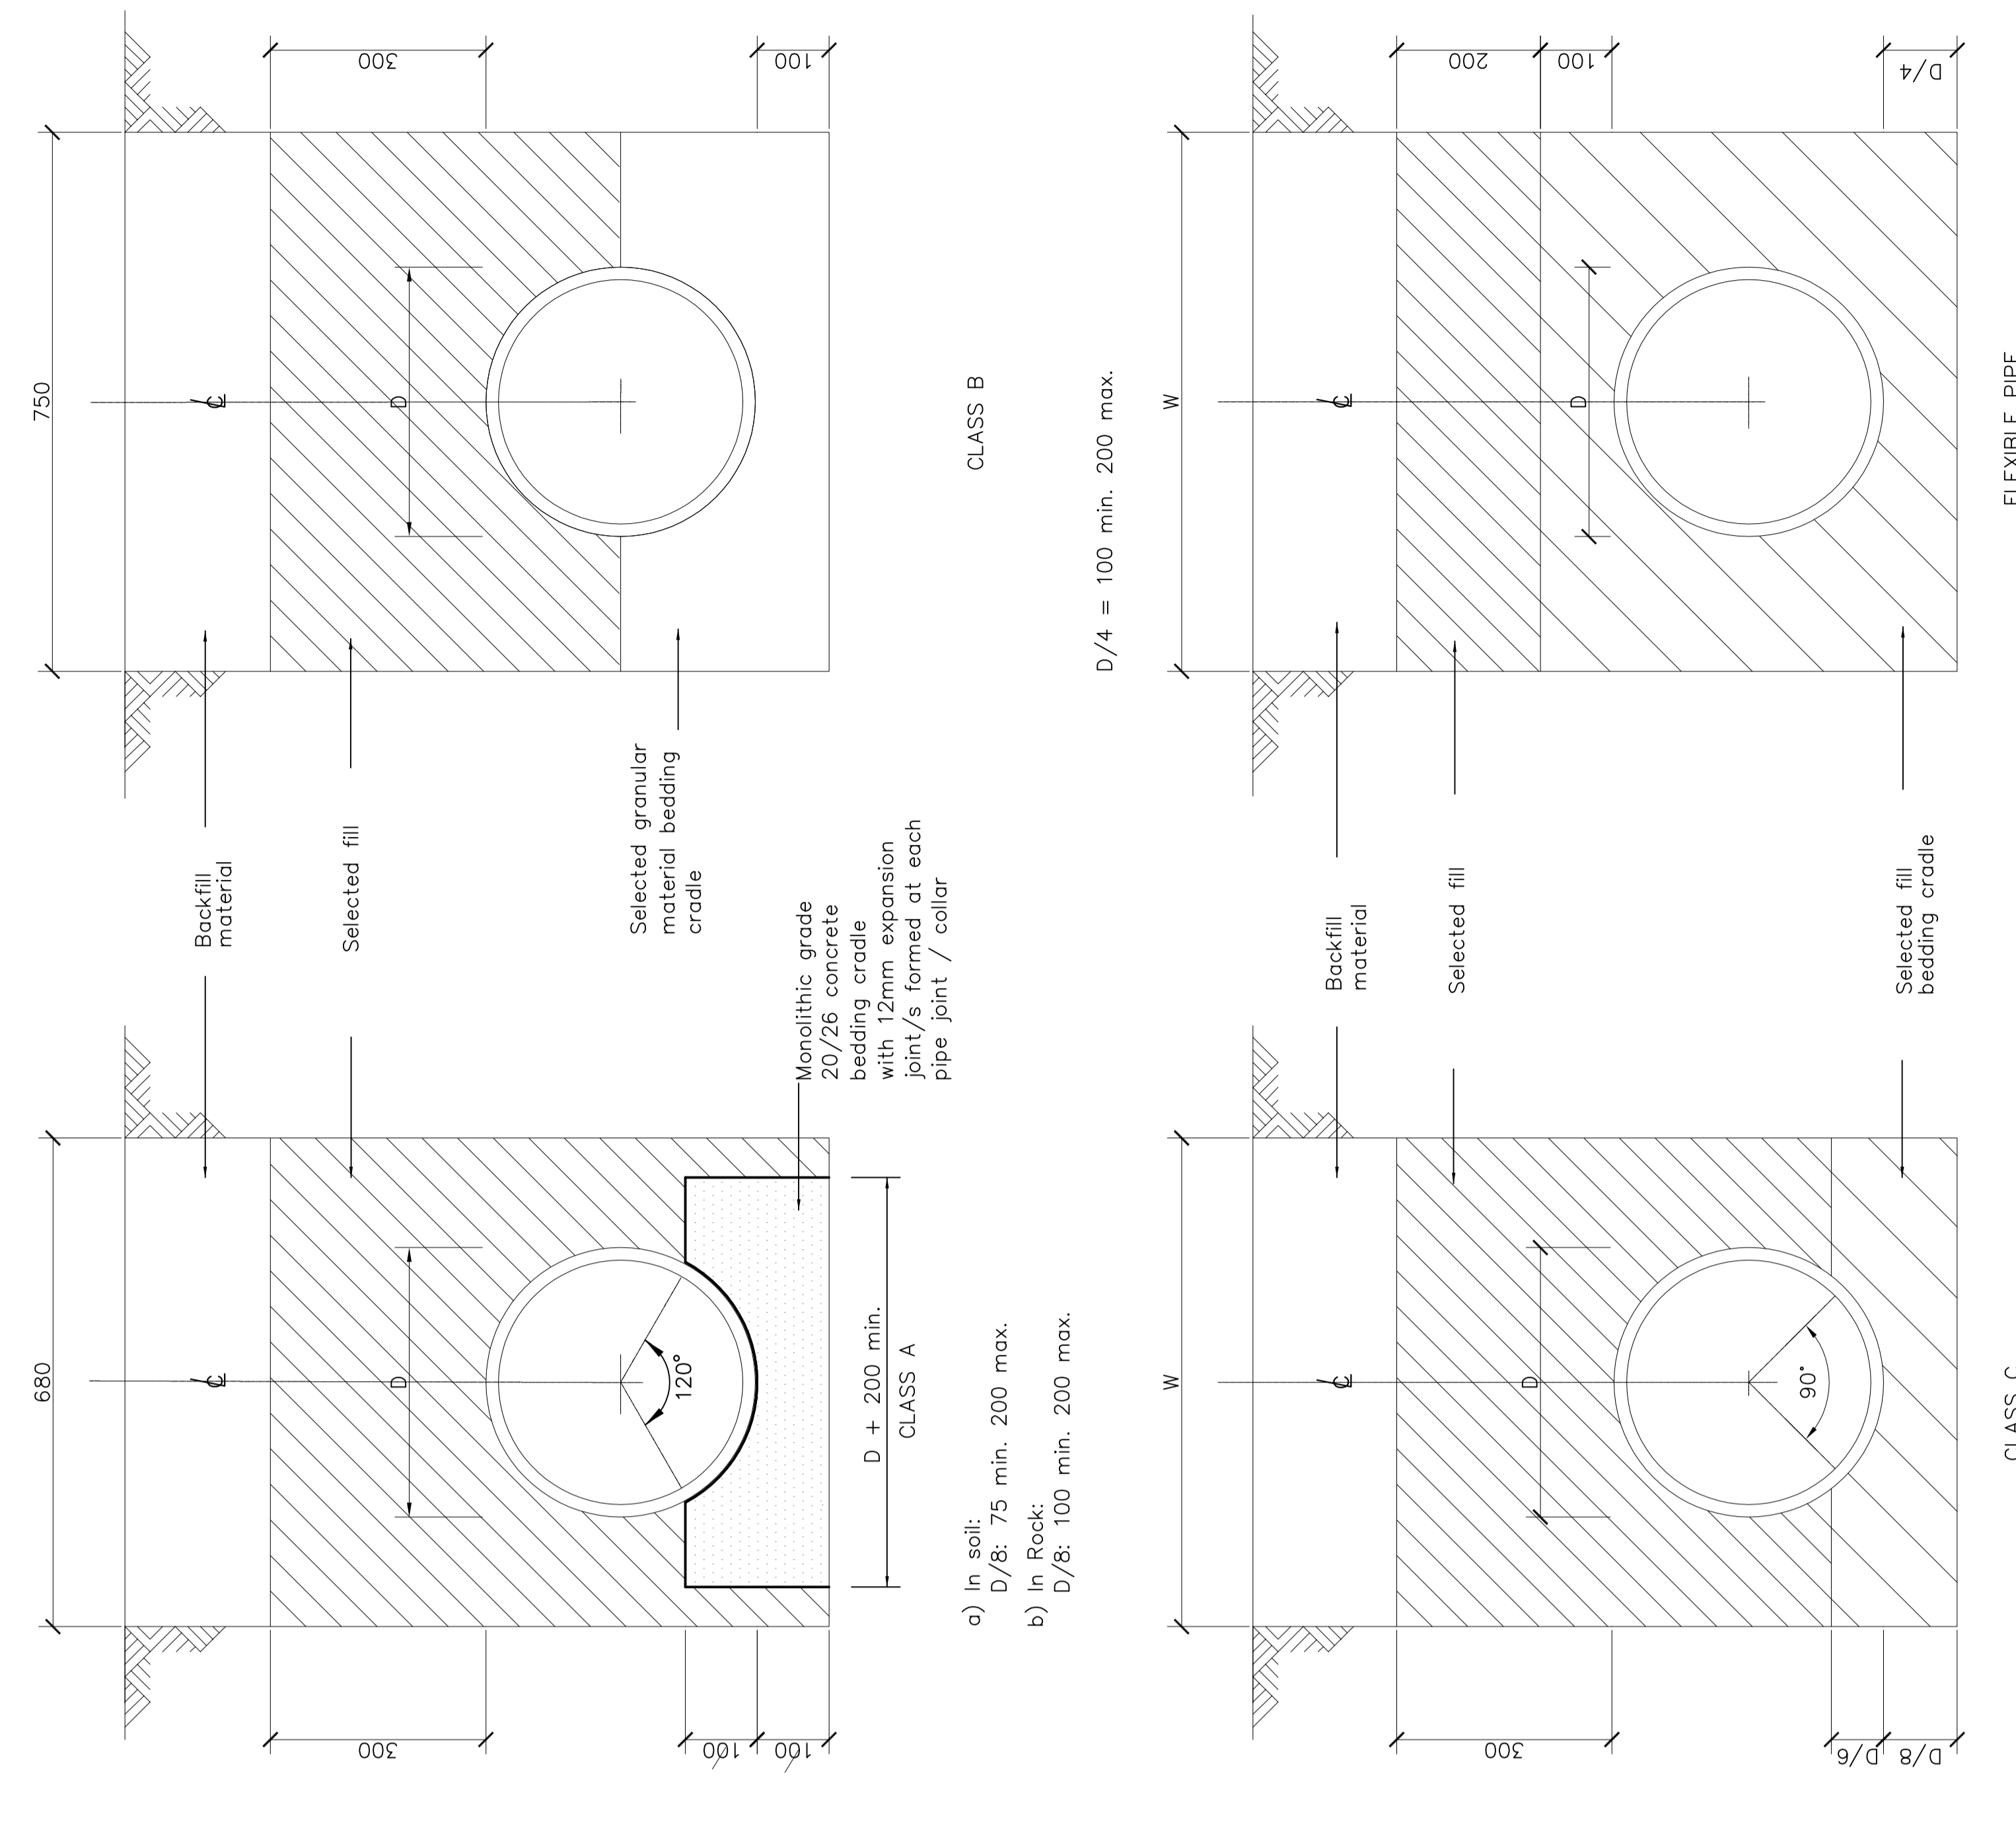 680
750
℄
℄
Backfill
material
300
Selected fill
300
D
D
120°
Selected granular
material bedding
cradle
100
100
100
Monolithic grade
20/26 concrete
bedding cradle
with 12mm expansion
joint/s formed at each
pipe joint / collar
D + 200 min.
CLASS A
CLASS B
a) In soil:
D/8: 75 min. 200 max.
b) In Rock:
D/8: 100 min. 200 max.
D/4 = 100 min. 200 max.
W
W
℄
℄
Backfill
material
300
Selected fill
200
100
D
D
90°
D/6
D/8
Selected fill
bedding cradle
D/4
CLASS C
FLEXIBLE PIPE